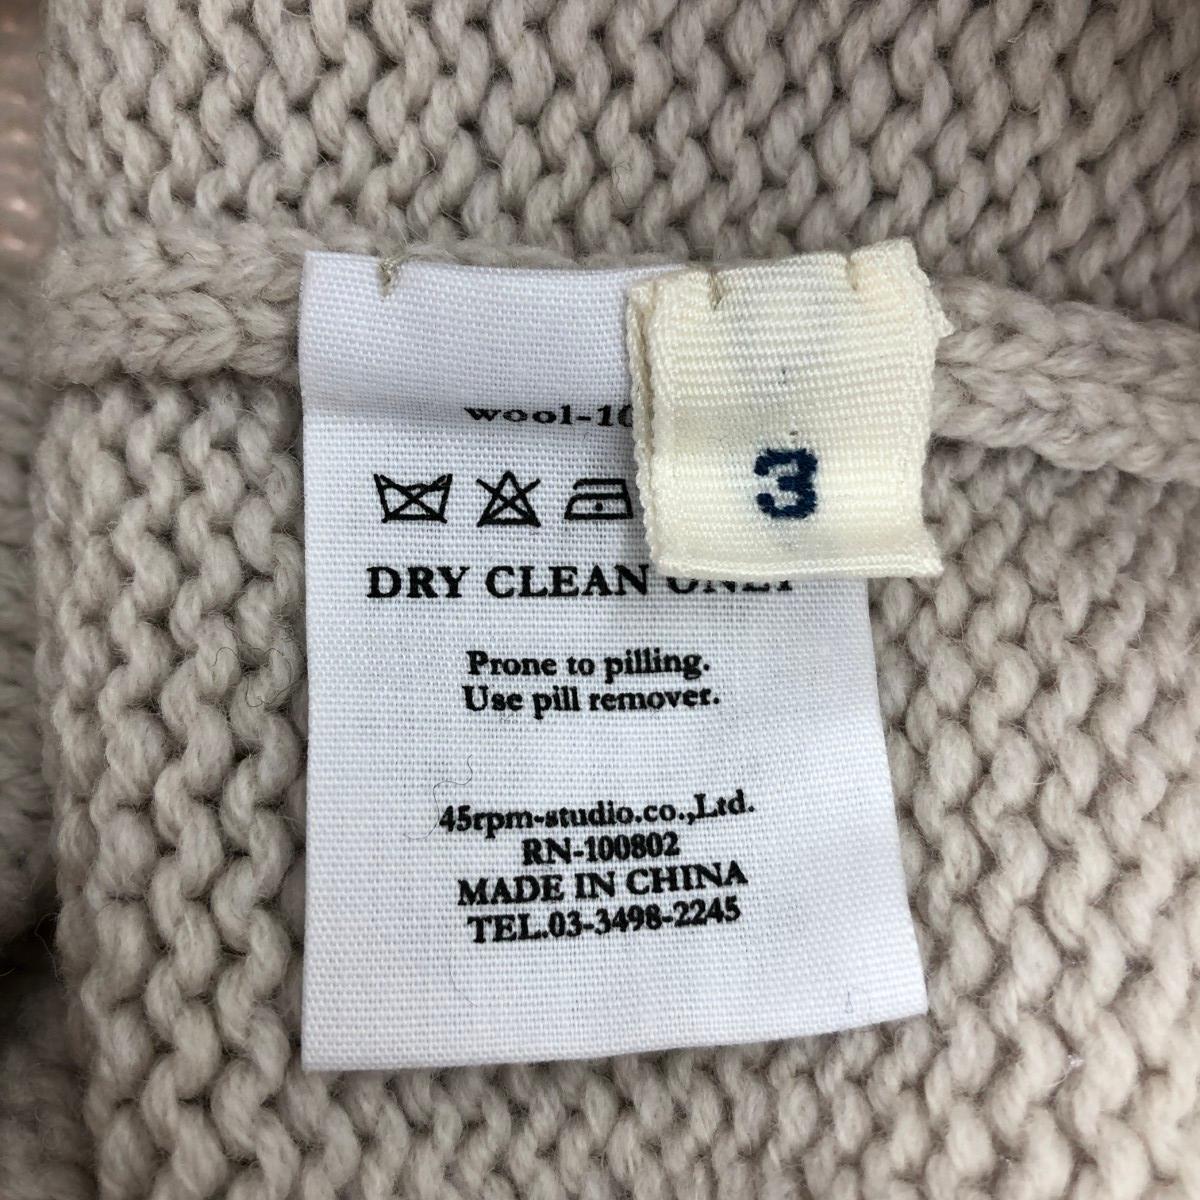 wool-10
3
DRY CLEAN ONLY
Prone to pilling.
Use pill remover.
45rpm-studio.co.,Ltd.
RN-100802
MADE IN CHINA
TEL.03-3498-2245